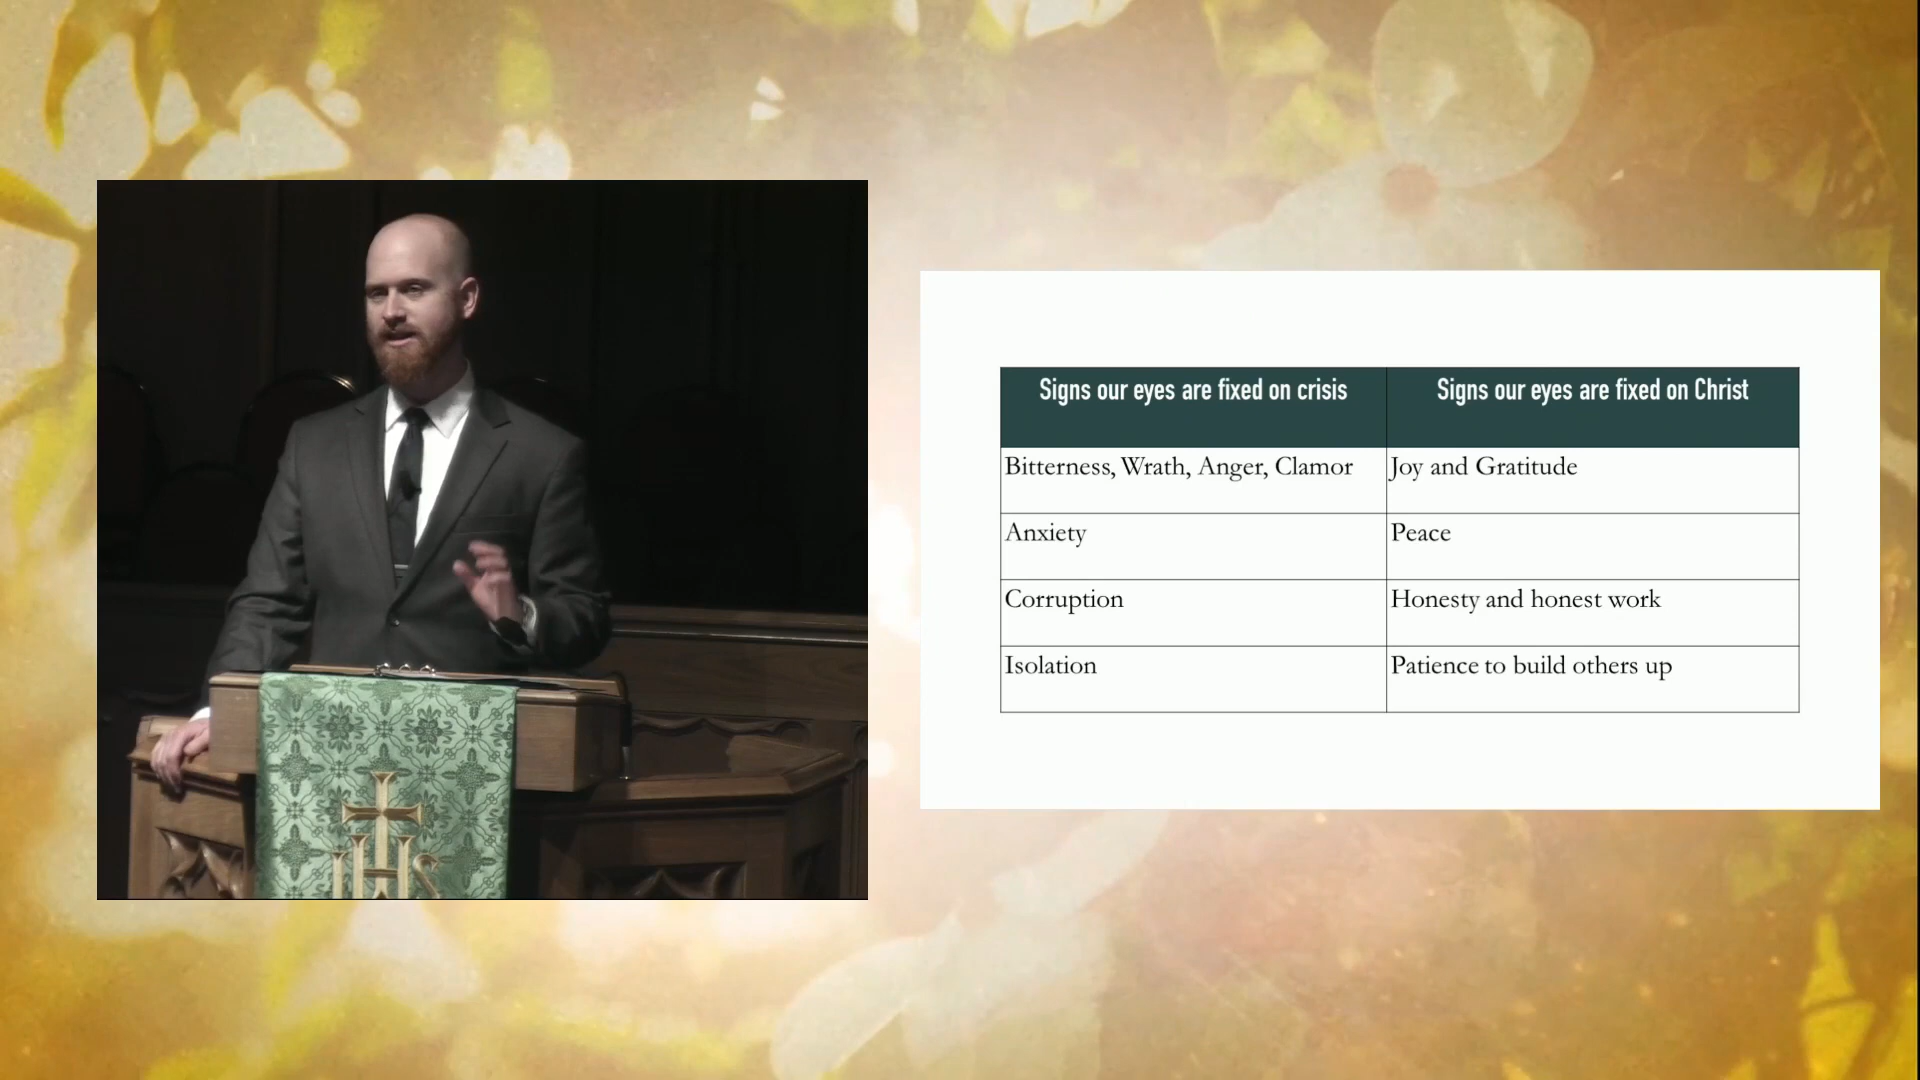 Signs our eyes are fixed on crisis
Signs our eyes are fixed on Christ
Bitterness, Wrath, Anger, Clamor
Joy and Gratitude
Anxiety
Peace
Corruption
Honesty and honest work
Isolation
Patience to build others up
IHS